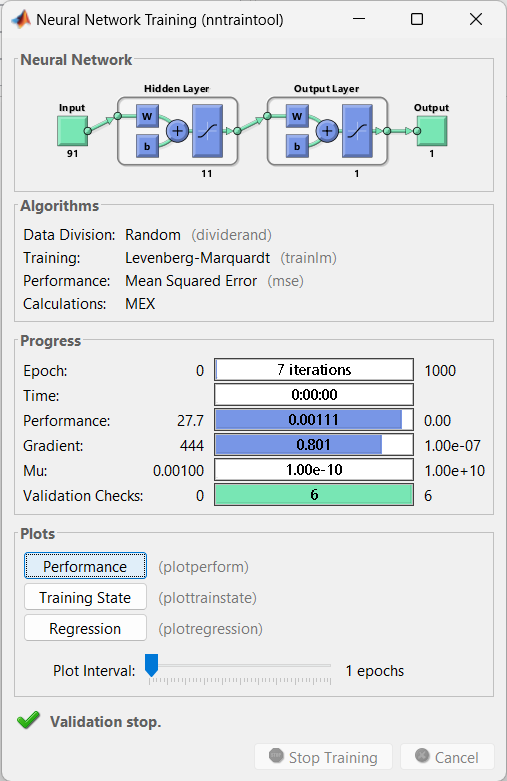 Neural Network Training (nntraintool)
Neural Network
Hidden Layer
Output Layer
Input
Output
W
W
b
b
91
11
1
1
Algorithms
Data Division: Random (dividerand)
Training: Levenberg-Marquardt (trainlm)
Performance: Mean Squared Error (mse)
Calculations: MEX
Progress
Epoch: 0 7 iterations 1000
Time: 0:00:00
Performance: 27.7 0.00111 0.00
Gradient: 444 0.801 1.00e-07
Mu: 0.00100 1.00e-10 1.00e+10
Validation Checks: 0 6 6
Plots
Performance (plotperform)
Training State (plottrainstate)
Regression (plotregression)
Plot Interval: 1 epochs
Validation stop.
Stop Training Cancel